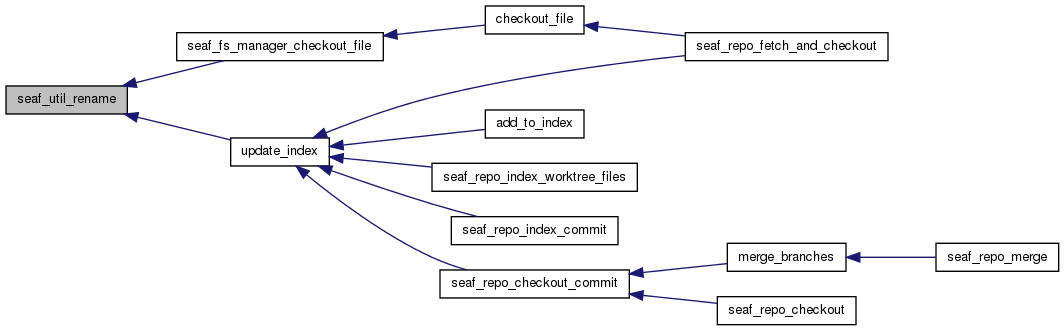 checkout_file
seaf_fs_manager_checkout_file
seaf_repo_fetch_and_checkout
seaf_util_rename
add_to_index
update_index
seaf_repo_index_worktree_files
seaf_repo_index_commit
merge_branches
seaf_repo_merge
seaf_repo_checkout_commit
seaf_repo_checkout